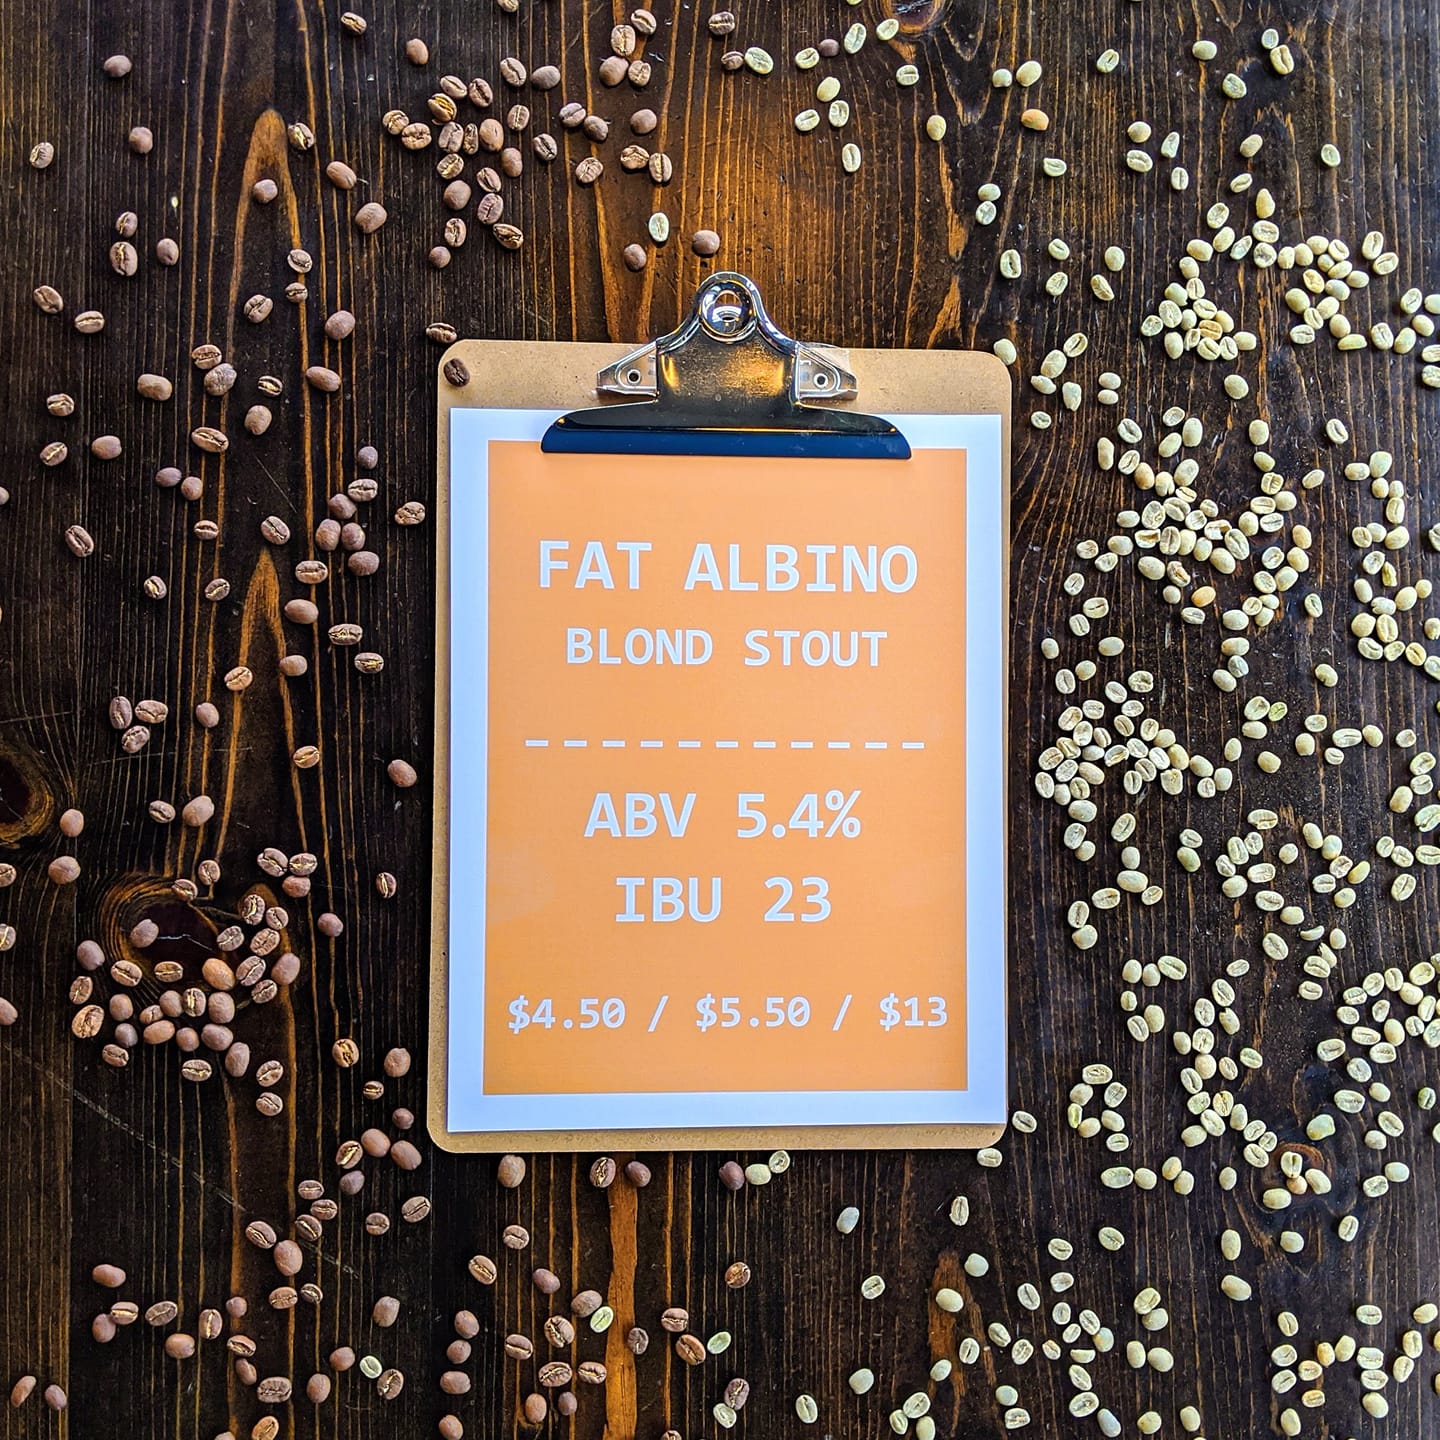 FAT ALBINO
BLOND STOUT
- - - - - - - - - - -
ABV 5.4%
IBU 23
$4.50 / $5.50 / $13